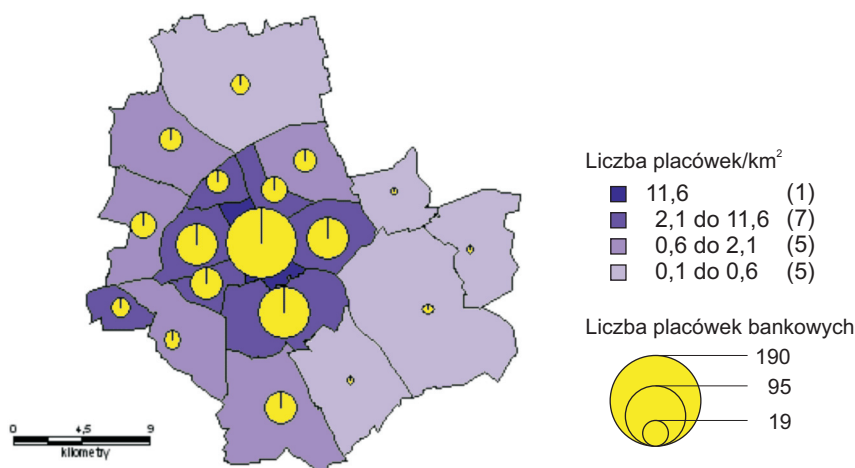 Liczba placówek/km²
11,6 (1)
2,1 do 11,6 (7)
0,6 do 2,1 (5)
0,1 do 0,6 (5)
Liczba placówek bankowych
190
95
19
0 4,5 9
kilometry